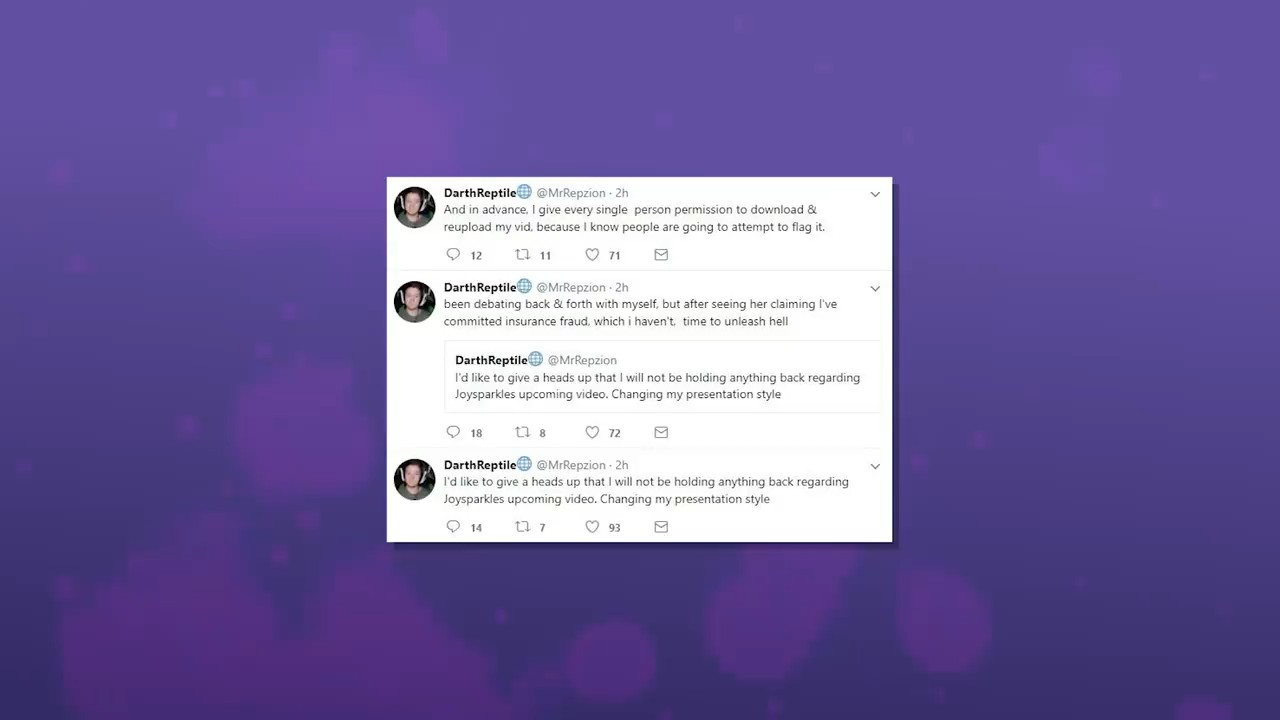 DarthReptile @MrRepzion · 2h
And in advance, I give every single person permission to download &
reupload my vid, because I know people are going to attempt to flag it.
12 11 71
DarthReptile @MrRepzion · 2h
been debating back & forth with myself, but after seeing her claiming I've
committed insurance fraud, which i haven't, time to unleash hell
DarthReptile @MrRepzion
I'd like to give a heads up that I will not be holding anything back regarding
Joysparkles upcoming video. Changing my presentation style
18 8 72
DarthReptile @MrRepzion · 2h
I'd like to give a heads up that I will not be holding anything back regarding
Joysparkles upcoming video. Changing my presentation style
14 7 93